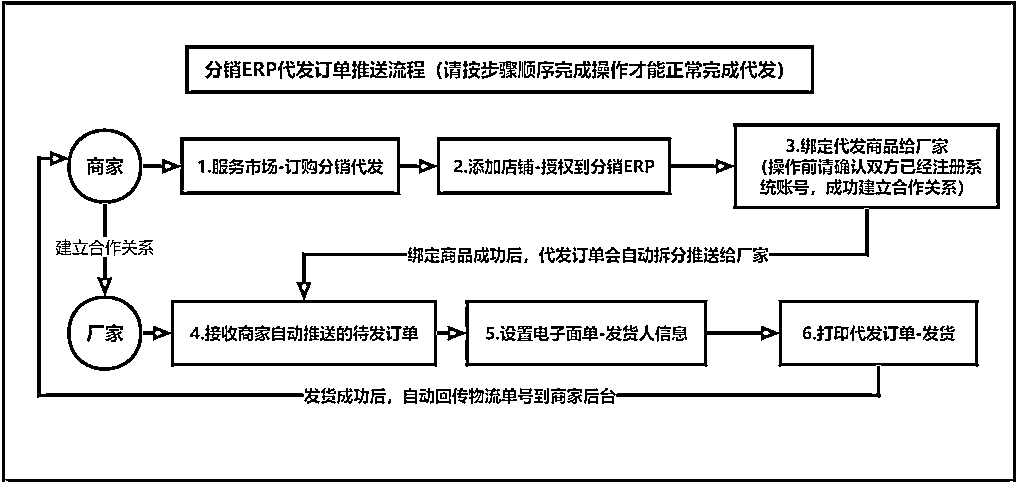 分销ERP代发订单推送流程（请按步骤顺序完成操作才能正常完成代发）
商家
1.服务市场-订购分销代发
2.添加店铺-授权到分销ERP
3.绑定代发商品给厂家
（操作前请确认双方已经注册系
统账号，成功建立合作关系）
建立合作关系
绑定商品成功后，代发订单会自动拆分推送给厂家
厂家
4.接收商家自动推送的待发订单
5.设置电子面单-发货人信息
6.打印代发订单-发货
发货成功后，自动回传物流单号到商家后台